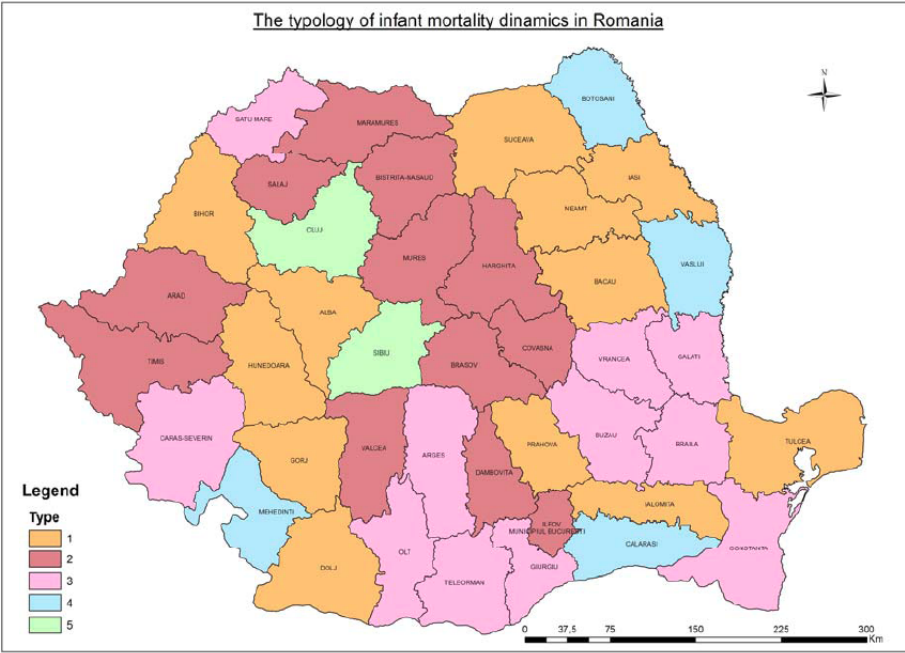 The typology of infant mortality dinamics in Romania
N
BOTOSANI
SATU MARE
MARAMURES
SUCEAVA
SALAJ
BISTRITA-NASAUD
IASI
BIHOR
NEAMT
CLUJ
MURES
HARGHITA
VASLUI
BACAU
ARAD
ALBA
TIMIS
HUNEDOARA
SIBIU
BRASOV
COVASNA
VRANCEA
GALATI
CARAS-SEVERIN
VALCEA
ARGES
PRAHOVA
BUZAU
BRAILA
TULCEA
GORJ
DAMBOVITA
MEHEDINTI
IALOMITA
ILFOV
MUNICIPIUL BUCURESTI
CALARASI
CONSTANTA
DOLJ
OLT
TELEORMAN
GIURGIU
Legend
Type
1
2
3
4
5
0 37,5 75 150 225 300
Km